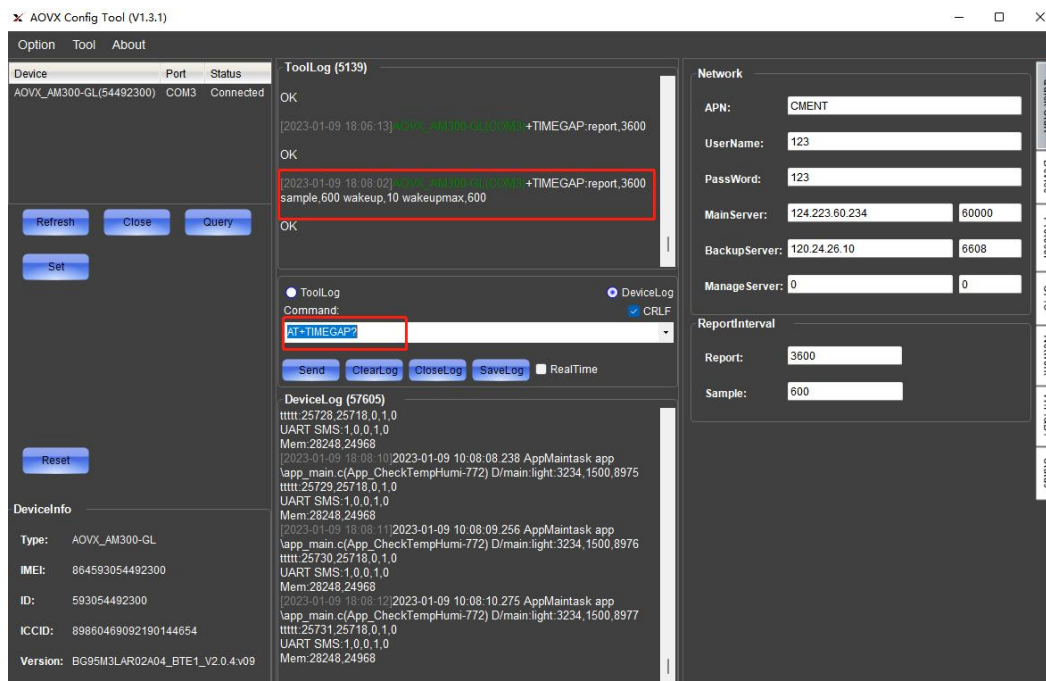 AOVX Config Tool (V1.3.1)
Option Tool About
Device Port Status
AOVX_AM300-GL(54492300) COM3 Connected
Refresh Close Query
Set
Reset
DeviceInfo
Type: AOVX_AM300-GL
IMEI: 864593054492300
ID: 593054492300
ICCID: 89860469092190144654
Version: BG95M3LAR02A04_BTE1_V2.0.4:v09
ToolLog (5139)
OK
[2023-01-09 18:06:13]AOVX_AM300-GL(COM3)+TIMEGAP:report,3600
OK
[2023-01-09 18:08:02]AOVX_AM300-GL(COM3)+TIMEGAP:report,3600
sample,600 wakeup,10 wakeupmax,600
OK
ToolLog DeviceLog
Command: CRLF
AT+TIMEGAP?
Send ClearLog CloseLog SaveLog RealTime
DeviceLog (57605)
ttttt:25728,25718,0,1,0
UART SMS:1,0,0,1,0
Mem:28248,24968
[2023-01-09 18:08:10]2023-01-09 10:08:08.238 AppMaintask app
\app_main.c(App_CheckTempHumi-772) D/main:light:3234,1500,8975
ttttt:25729,25718,0,1,0
UART SMS:1,0,0,1,0
Mem:28248,24968
[2023-01-09 18:08:11]2023-01-09 10:08:09.256 AppMaintask app
\app_main.c(App_CheckTempHumi-772) D/main:light:3234,1500,8976
ttttt:25730,25718,0,1,0
UART SMS:1,0,0,1,0
Mem:28248,24968
[2023-01-09 18:08:12]2023-01-09 10:08:10.275 AppMaintask app
\app_main.c(App_CheckTempHumi-772) D/main:light:3234,1500,8977
ttttt:25731,25718,0,1,0
UART SMS:1,0,0,1,0
Mem:28248,24968
Network
APN: CMENT
UserName: 123
PassWord: 123
MainServer: 124.223.60.234 60000
BackupServer: 120.24.26.10 6608
ManageServer: 0 0
ReportInterval
Report: 3600
Sample: 600